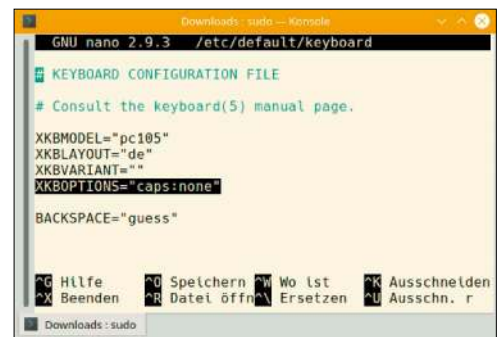 Downloads : sudo — Konsole
GNU nano 2.9.3 /etc/default/keyboard
# KEYBOARD CONFIGURATION FILE
# Consult the keyboard(5) manual page.
XKBMODEL="pc105"
XKBLAYOUT="de"
XKBVARIANT=""
XKBOPTIONS="caps:none"
BACKSPACE="guess"
^G Hilfe ^O Speichern ^W Wo ist ^K Ausschneiden
^X Beenden ^R Datei öffn^\ Ersetzen ^U Ausschn. r
Downloads : sudo